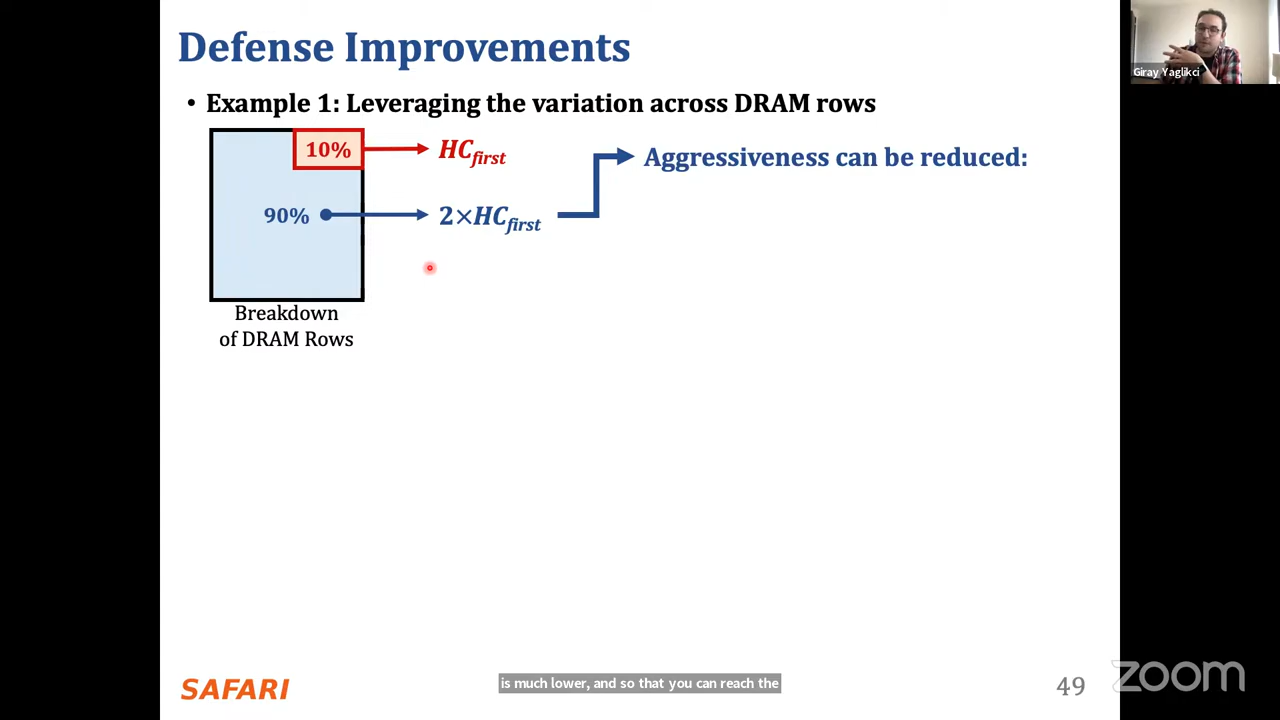 Defense Improvements
Giray Yaglikci
• Example 1: Leveraging the variation across DRAM rows
10%
HCfirst
Aggressiveness can be reduced:
90%
2×HCfirst
Breakdown
of DRAM Rows
SAFARI
is much lower, and so that you can reach the
49
zoom